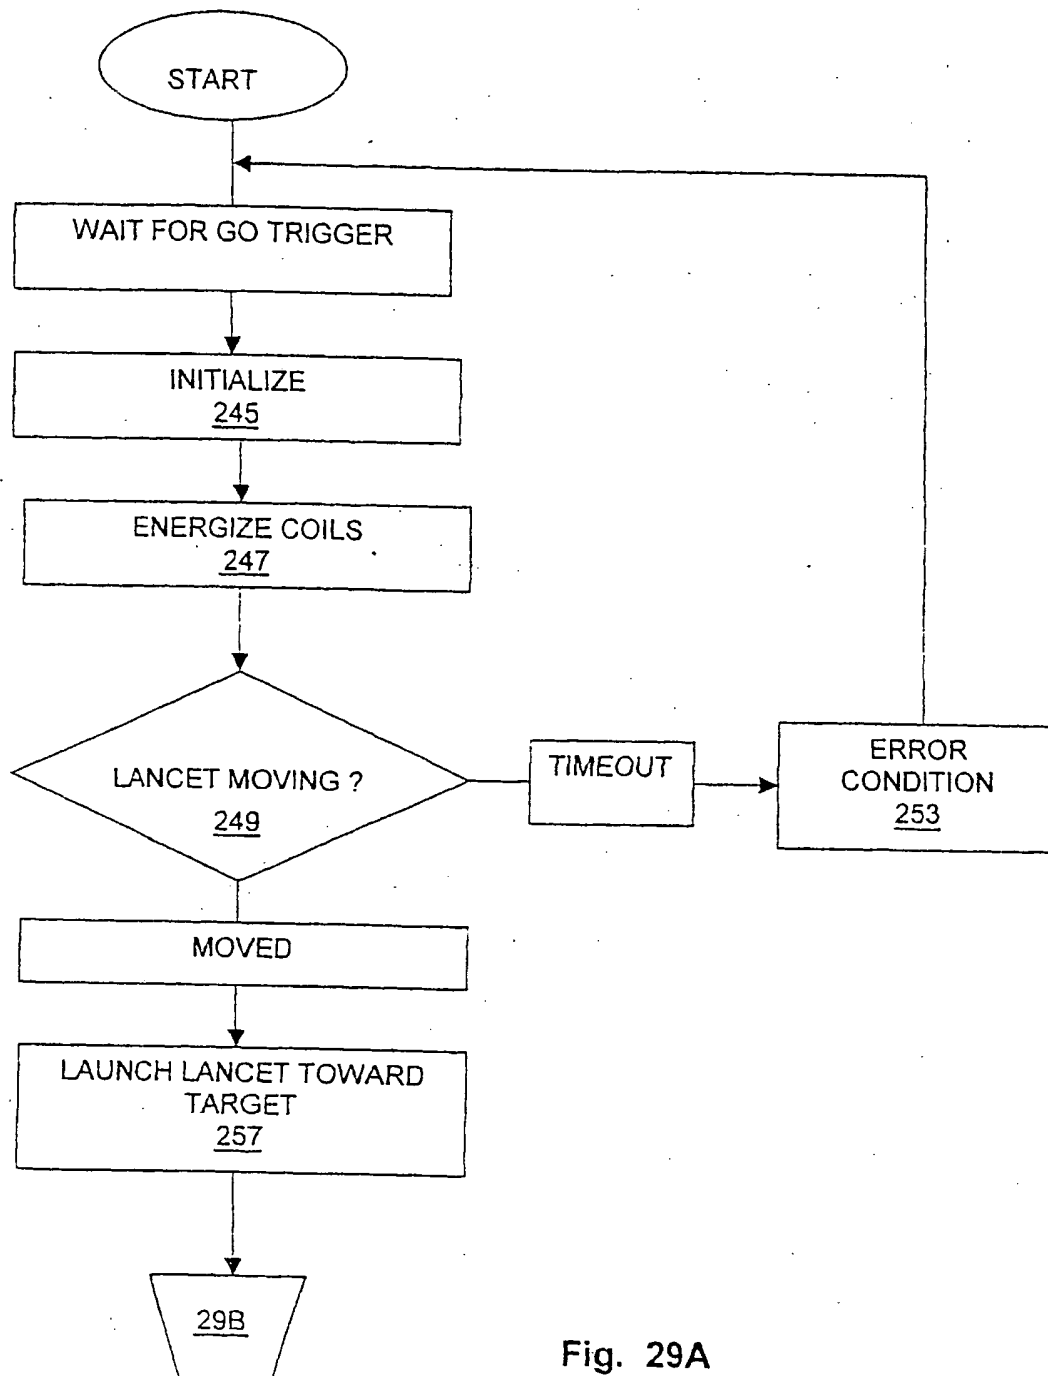 START
WAIT FOR GO TRIGGER
INITIALIZE
245
ENERGIZE COILS
247
LANCET MOVING ?
249
TIMEOUT
ERROR
CONDITION
253
MOVED
LAUNCH LANCET TOWARD
TARGET
257
29B
Fig. 29A